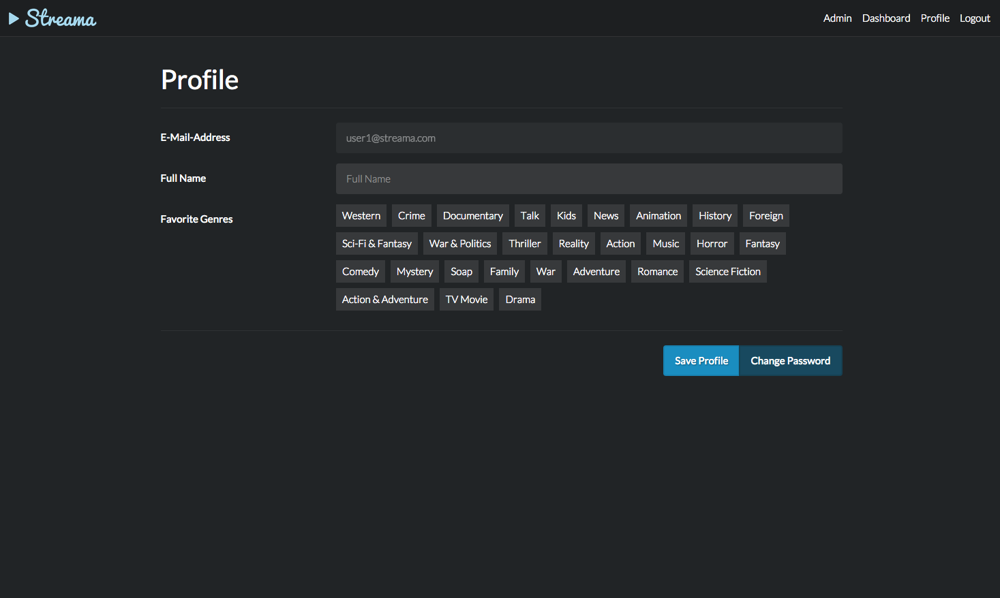 Streama
Admin Dashboard Profile Logout
Profile
E-Mail-Address user1@streama.com
Full Name Full Name
Favorite Genres Western Crime Documentary Talk Kids News Animation History Foreign
Sci-Fi & Fantasy War & Politics Thriller Reality Action Music Horror Fantasy
Comedy Mystery Soap Family War Adventure Romance Science Fiction
Action & Adventure TV Movie Drama
Save Profile Change Password